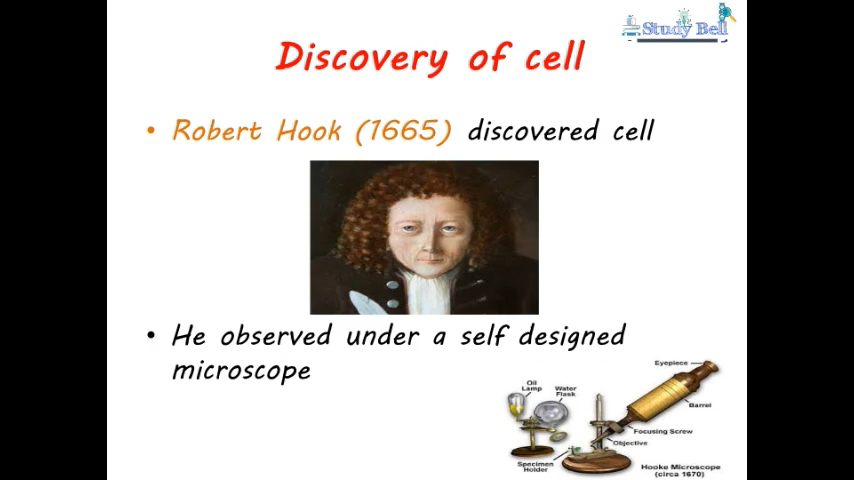 Study Bell
Discovery of cell
• Robert Hook (1665) discovered cell
• He observed under a self designed
microscope
Eyepiece
Oil
Lamp
Water
Flask
Barrel
Focusing Screw
Objective
Specimen
Holder
Hooke Microscope
(circa 1670)